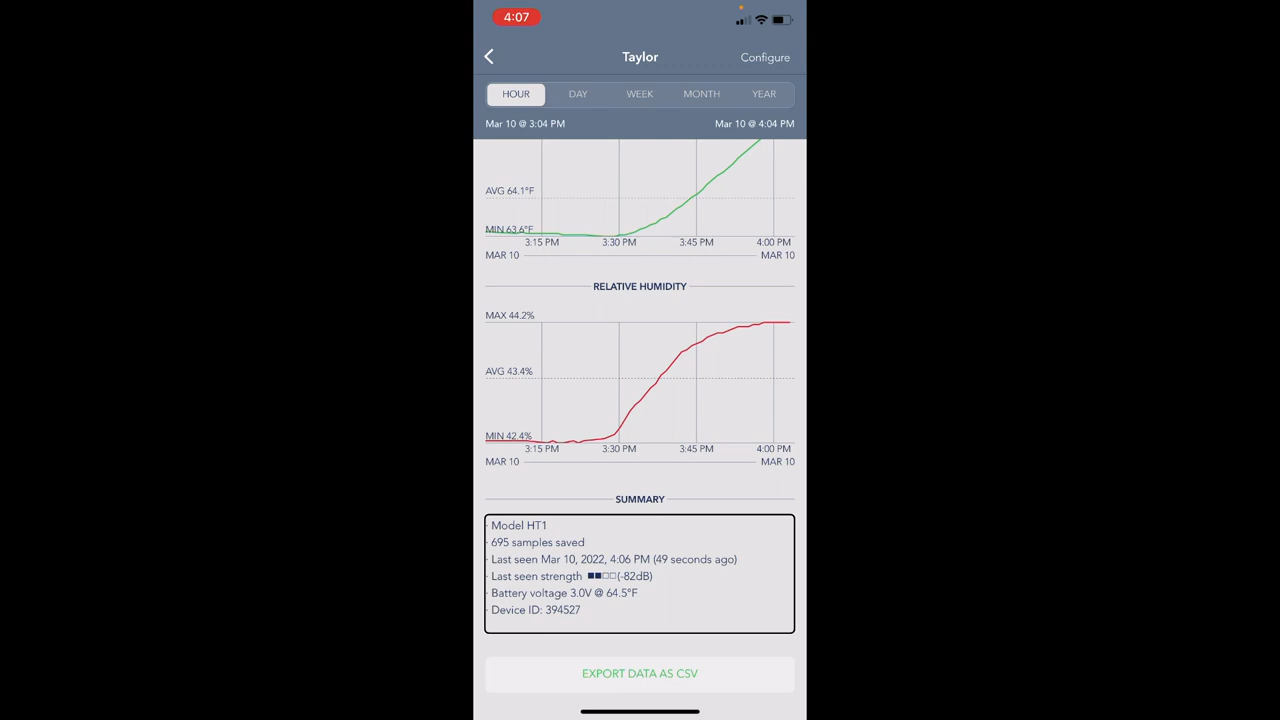 4:07
Taylor
Configure
HOUR DAY WEEK MONTH YEAR
Mar 10 @ 3:04 PM Mar 10 @ 4:04 PM
AVG 64.1°F
MIN 63.6°F
3:15 PM 3:30 PM 3:45 PM 4:00 PM
MAR 10 MAR 10
RELATIVE HUMIDITY
MAX 44.2%
AVG 43.4%
MIN 42.4%
3:15 PM 3:30 PM 3:45 PM 4:00 PM
MAR 10 MAR 10
SUMMARY
· Model HT1
· 695 samples saved
· Last seen Mar 10, 2022, 4:06 PM (49 seconds ago)
· Last seen strength ■■□□(-82dB)
· Battery voltage 3.0V @ 64.5°F
· Device ID: 394527
EXPORT DATA AS CSV